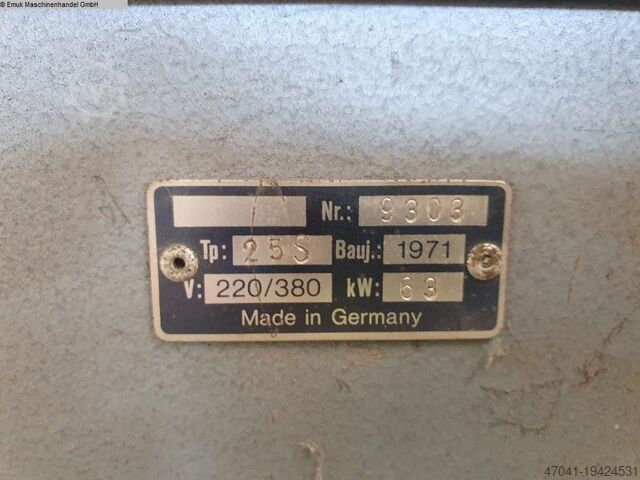 © Emuk Maschinenhandel GmbH
Nr.: 9303
Tp: 25S Bauj.: 1971
V: 220/380 kW: 63
Made in Germany
47041-19424531